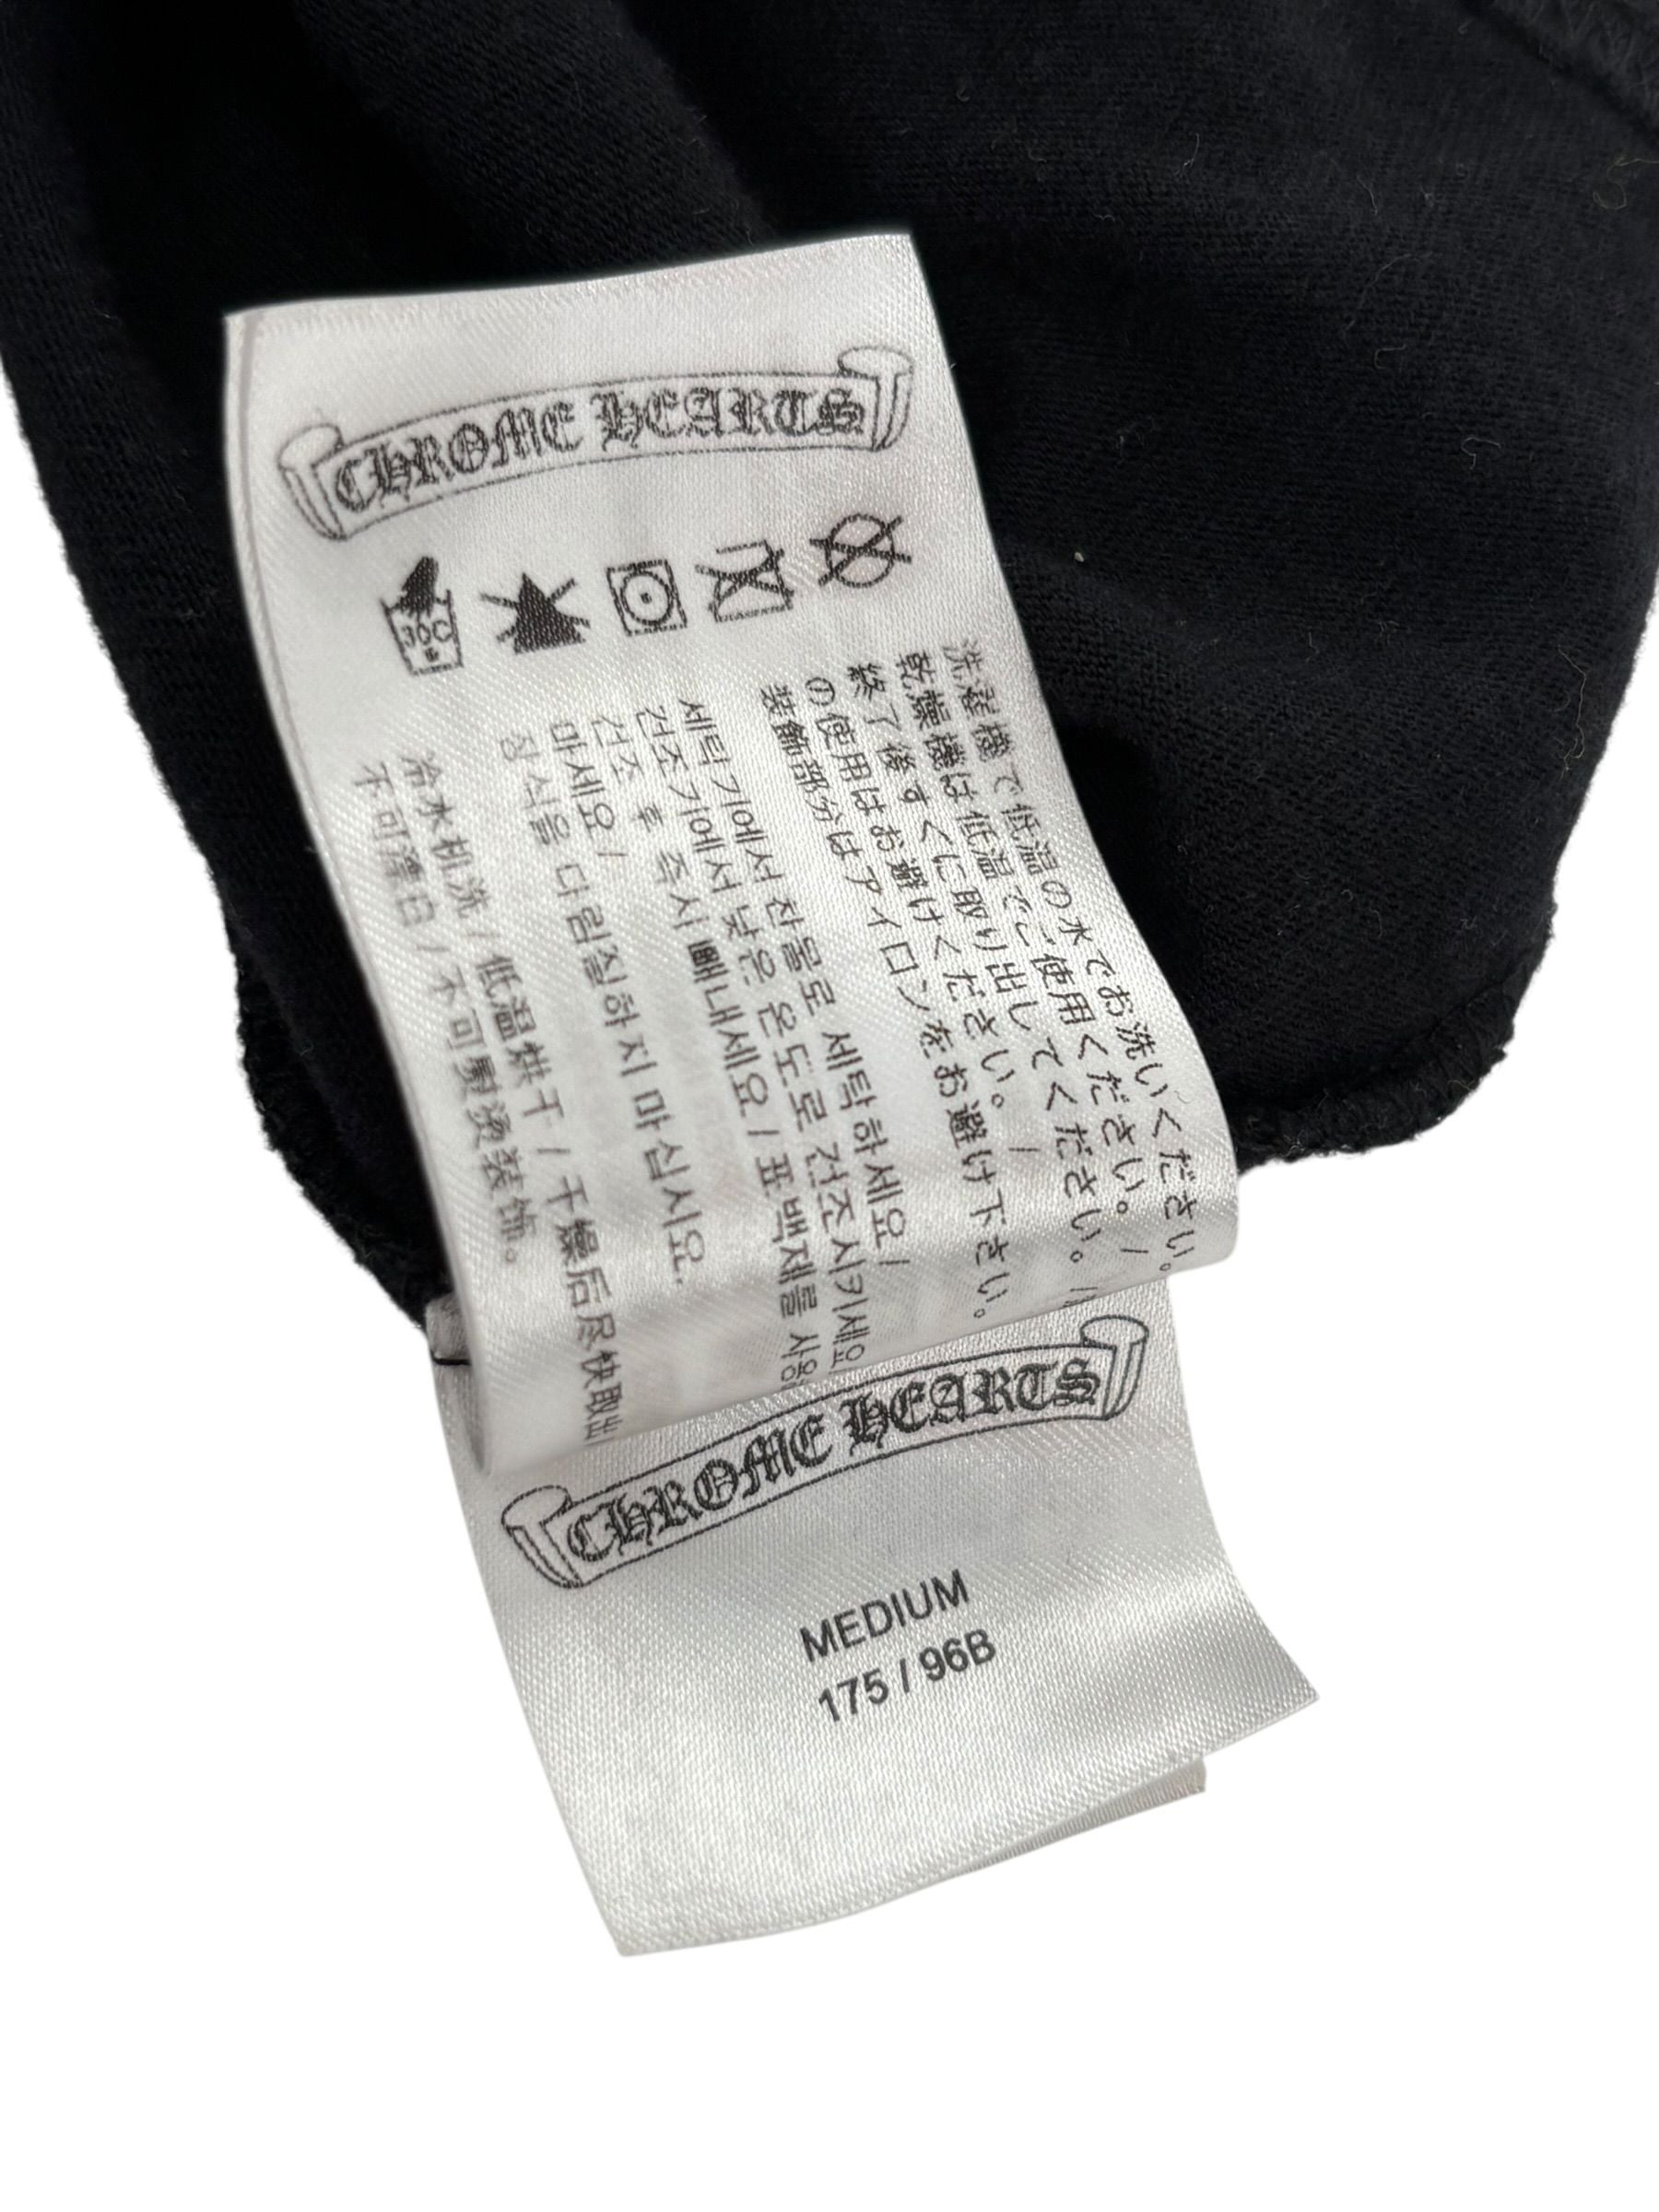 CHROME HEARTS
30C
洗濯機で低温の水でお洗いください。/
乾燥機は低温でご使用ください。/
終了後すぐに取り出してください。/
の使用はお避けください。/
装飾部分はアイロンをお避け下さい。
세탁기에서 찬물로 세탁하세요/
건조기에서 낮은 온도로 건조시키세요
건조 후 즉시 빼내세요/표백제를 사용
마세요/
장식을 다림질하지 마십시요.
冷水机洗/低温烘干/干燥后尽快取出
不可漂白/不可熨烫装饰。
CHROME HEARTS
MEDIUM
175 / 96B